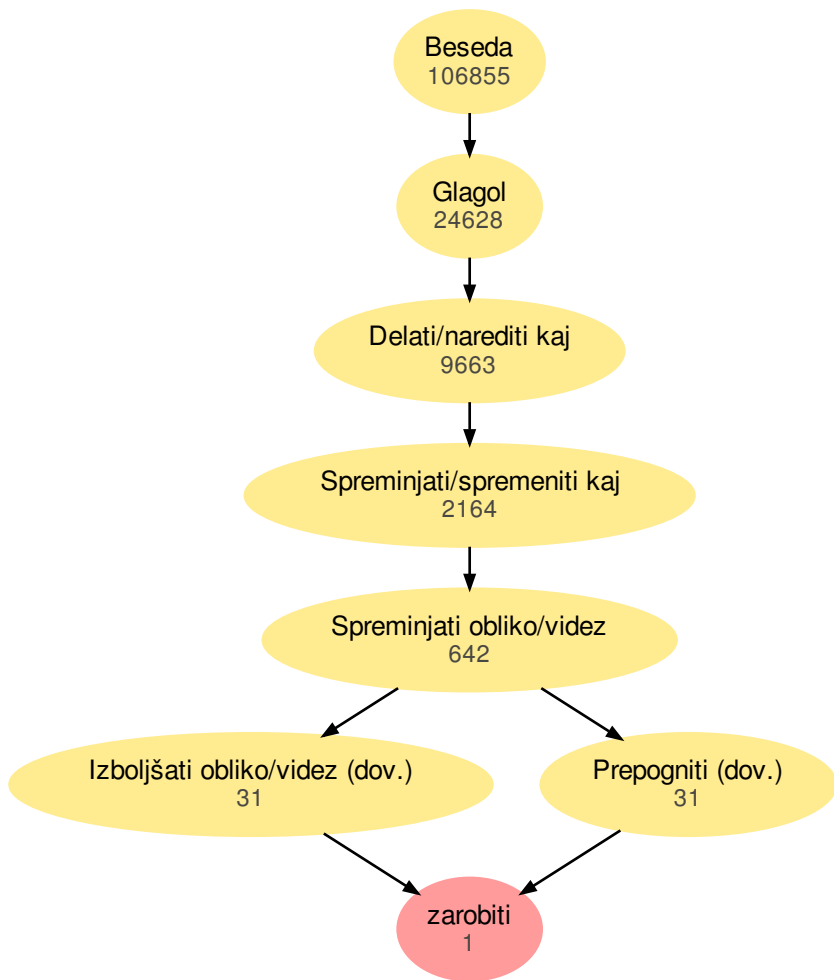 Beseda
106855
Glagol
24628
Delati/narediti kaj
9663
Spreminjati/spremeniti kaj
2164
Spreminjati obliko/videz
642
Izboljšati obliko/videz (dov.)
31
Prepogniti (dov.)
31
zarobiti
1